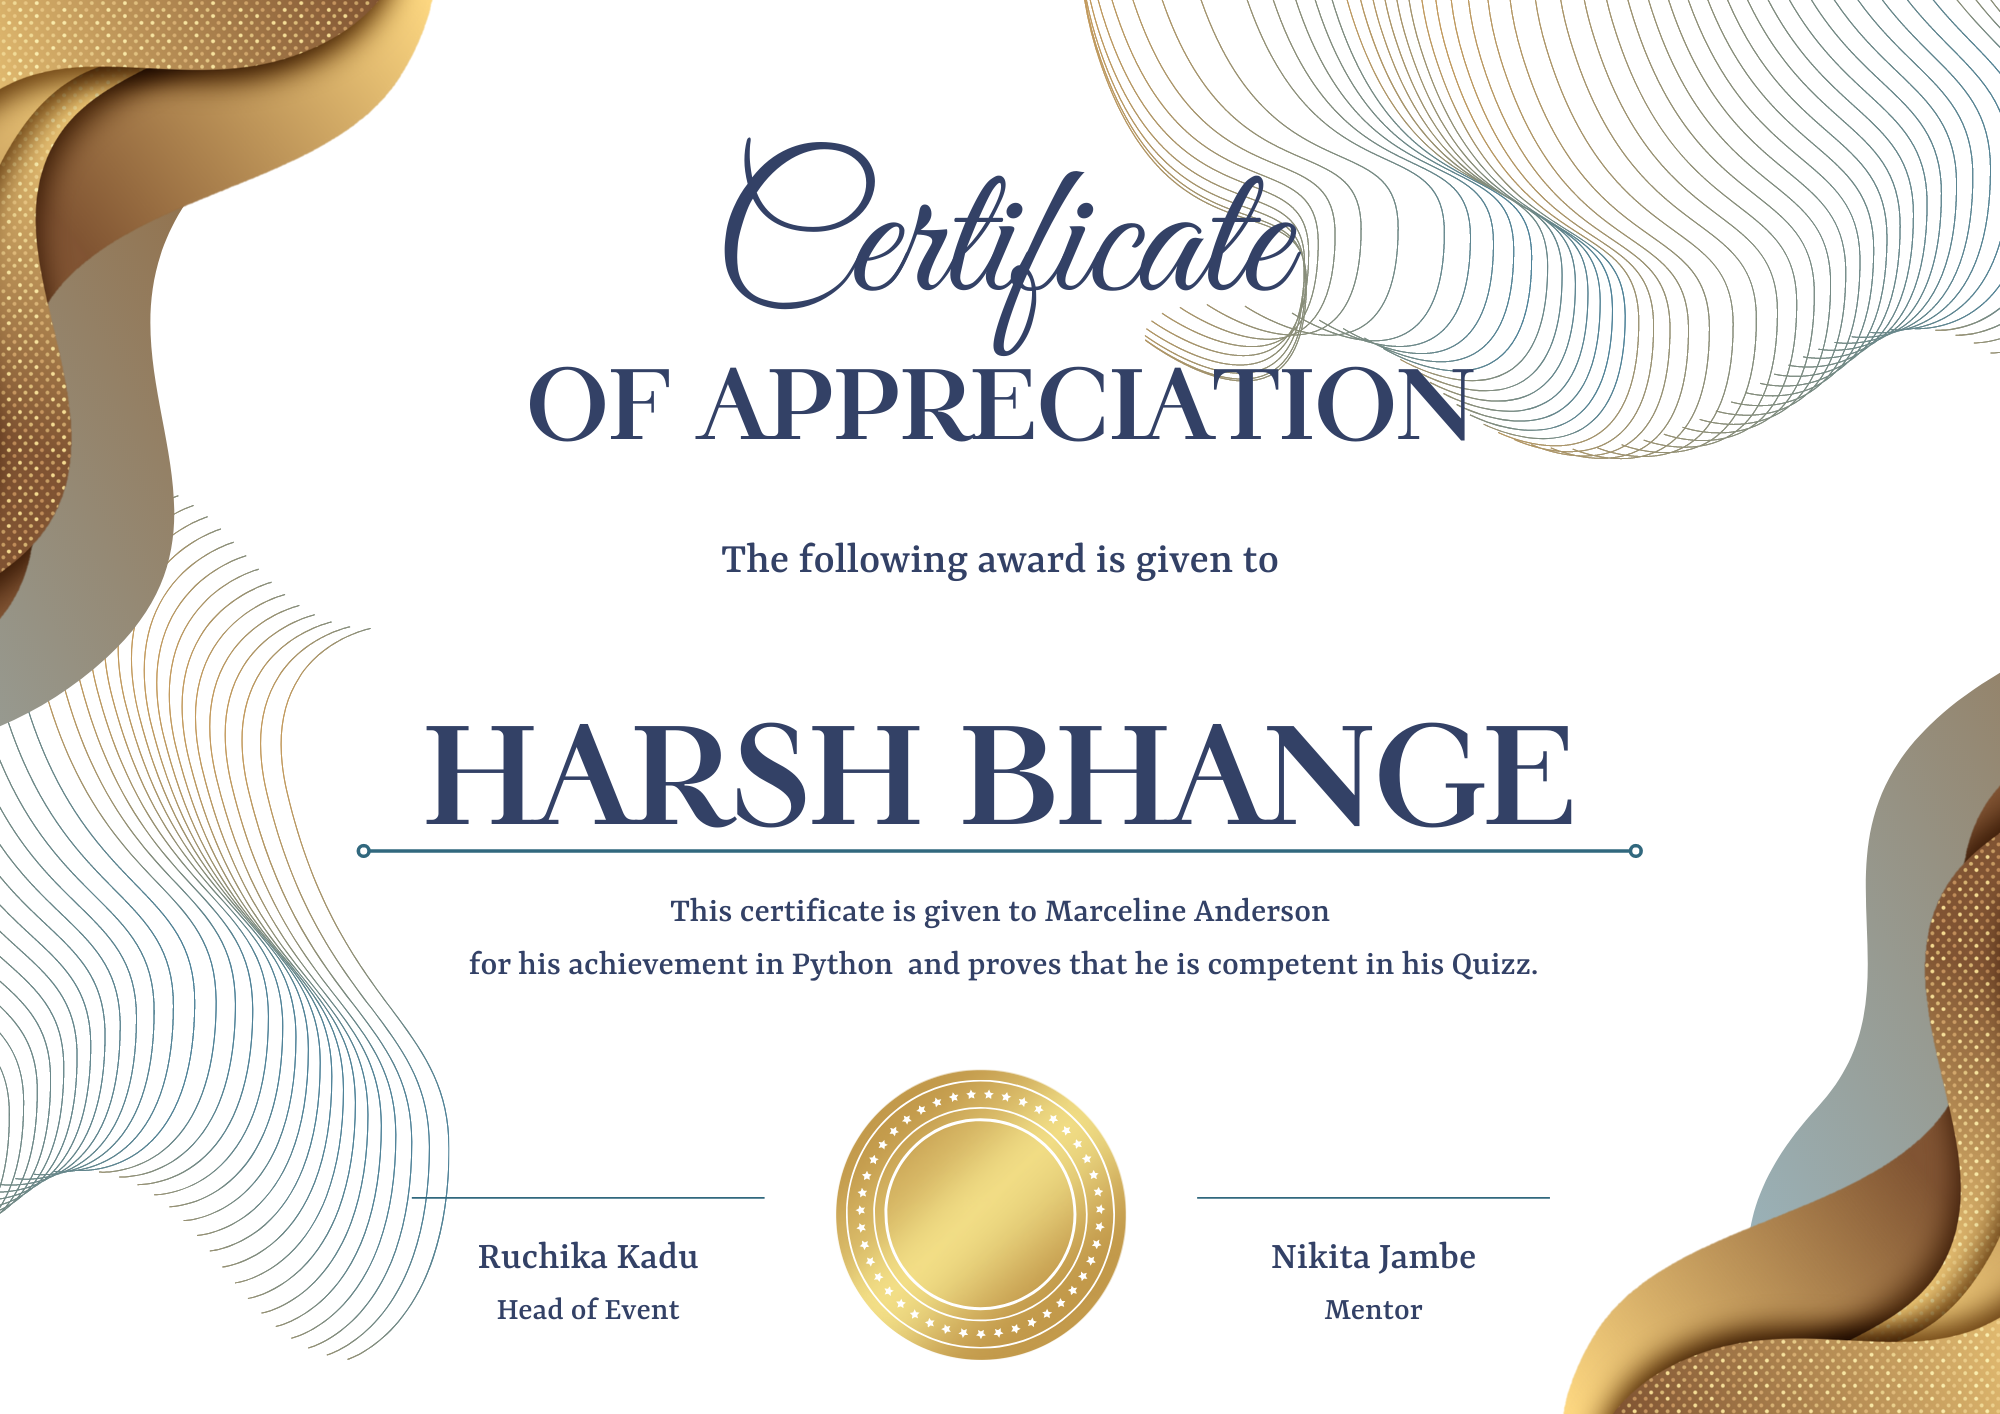 Certificate
OF APPRECIATION
The following award is given to
HARSH BHANGE
This certificate is given to Marceline Anderson
for his achievement in Python  and proves that he is competent in his Quizz.
Ruchika Kadu
Head of Event
Nikita Jambe
Mentor